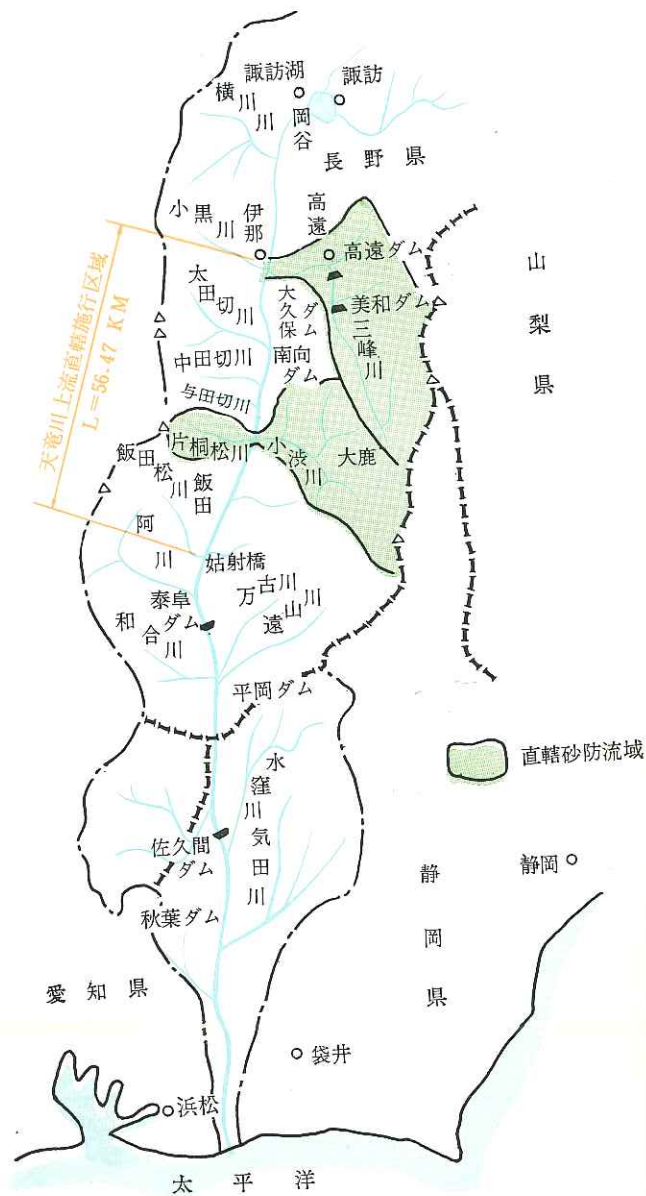 諏訪湖
諏訪
横川川
岡谷
長野県
小黒川
伊那
高遠
高遠ダム
山梨県
太田切川
大久保ダム
美和ダム
三峰川
中田切川
南向ダム
与田切川
天竜川上流直轄施行区域
L=56.47 KM
片桐松川
小渋川
大鹿
飯田松川
飯田
阿川
姑射橋
万古川
遠山川
泰阜ダム
和合川
平岡ダム
直轄砂防流域
水窪川
気田川
佐久間ダム
静岡
静岡県
秋葉ダム
愛知県
袋井
浜松
太平洋